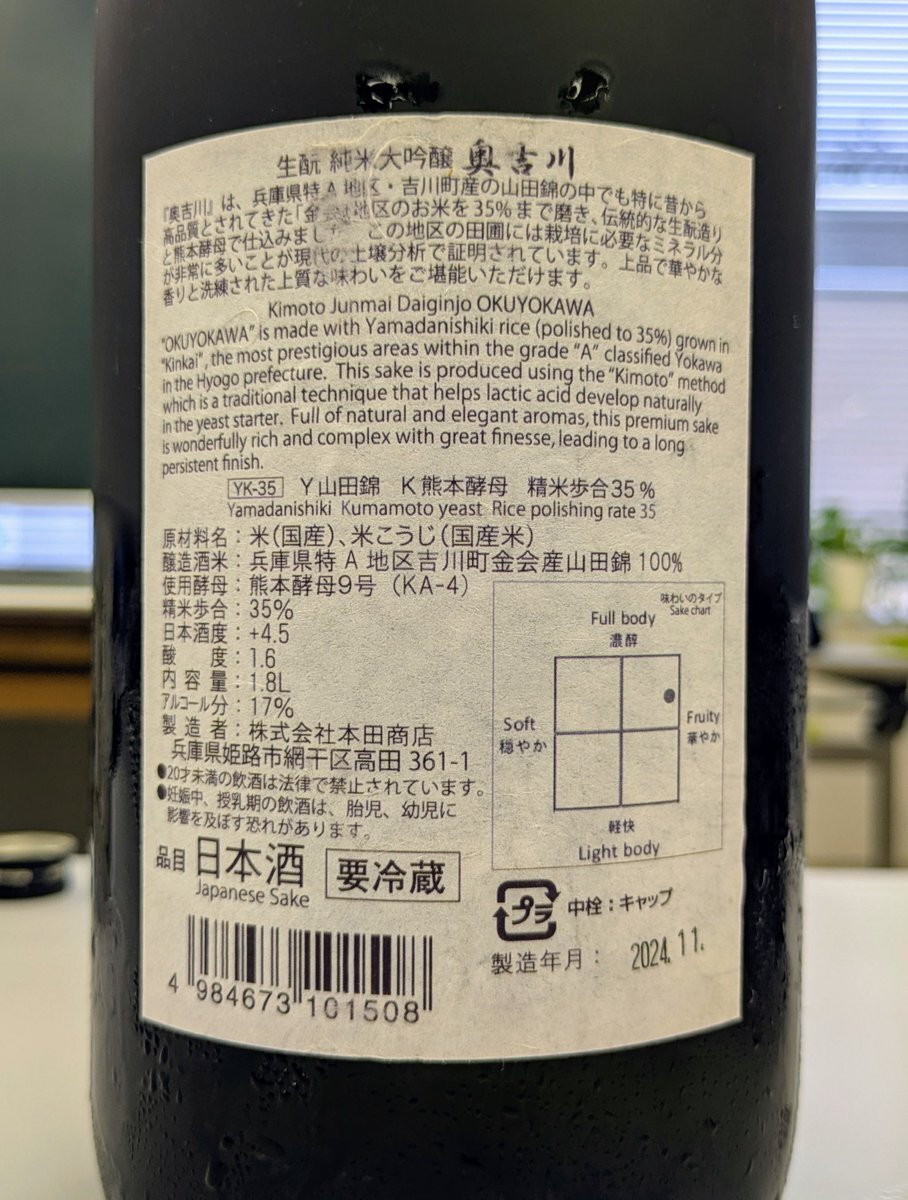 生酛 純米大吟醸 奥吉川
『奥吉川』は、兵庫県特A地区・吉川町産の山田錦の中でも特に昔から
高品質とされてきた「金会」地区のお米を35%まで磨き、伝統的な生酛造り
と熊本酵母で仕込みました。この地区の田圃には栽培に必要なミネラル分
が非常に多いことが現代の土壌分析で証明されています。上品で華やかな
香りと洗練された上質な味わいをご堪能いただけます。
Kimoto Junmai Daiginjo OKUYOKAWA
"OKUYOKAWA" is made with Yamadanishiki rice (polished to 35%) grown in
"Kinkai", the most prestigious areas within the grade "A" classified Yokawa
in the Hyogo prefecture. This sake is produced using the "Kimoto" method
which is a traditional technique that helps lactic acid develop naturally
in the yeast starter. Full of natural and elegant aromas, this premium sake
is wonderfully rich and complex with great finesse, leading to a long
persistent finish.
YK-35 Y山田錦 K熊本酵母 精米歩合35%
Yamadanishiki Kumamoto yeast Rice polishing rate 35
原材料名：米(国産)、米こうじ(国産米)
醸造酒米：兵庫県特A地区吉川町金会産山田錦100%
使用酵母：熊本酵母9号（KA-4）
精米歩合：35%
日本酒度：+4.5
酸度：1.6
内容量：1.8L
アルコール分：17%
製造者：株式会社本田商店
兵庫県姫路市網干区高田361-1
●20才未満の飲酒は法律で禁止されています。
●妊娠中、授乳期の飲酒は、胎児、幼児に
影響を及ぼす恐れがあります。
味わいのタイプ
Sake chart
Full body
濃醇
Soft
穏やか
Fruity
華やか
軽快
Light body
品目 日本酒
Japanese Sake
要冷蔵
プラ
中栓：キャップ
製造年月：2024.11.
4 984673 101508